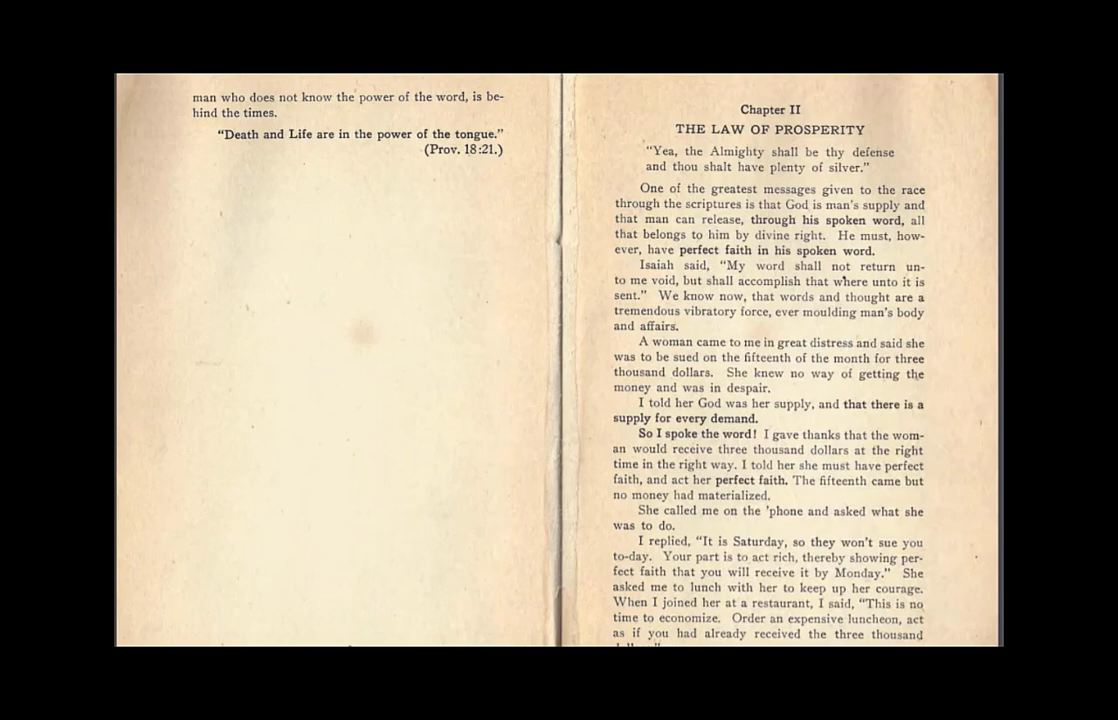 man who does not know the power of the word, is be-
hind the times.
"Death and Life are in the power of the tongue."
(Prov. 18:21.)
Chapter II
THE LAW OF PROSPERITY
"Yea, the Almighty shall be thy defense
and thou shalt have plenty of silver."
One of the greatest messages given to the race
through the scriptures is that God is man's supply and
that man can release, through his spoken word, all
that belongs to him by divine right. He must, how-
ever, have perfect faith in his spoken word.
Isaiah said, "My word shall not return un-
to me void, but shall accomplish that where unto it is
sent." We know now, that words and thought are a
tremendous vibratory force, ever moulding man's body
and affairs.
A woman came to me in great distress and said she
was to be sued on the fifteenth of the month for three
thousand dollars. She knew no way of getting the
money and was in despair.
I told her God was her supply, and that there is a
supply for every demand.
So I spoke the word! I gave thanks that the wom-
an would receive three thousand dollars at the right
time in the right way. I told her she must have perfect
faith, and act her perfect faith. The fifteenth came but
no money had materialized.
She called me on the 'phone and asked what she
was to do.
I replied, "It is Saturday, so they won't sue you
to-day. Your part is to act rich, thereby showing per-
fect faith that you will receive it by Monday." She
asked me to lunch with her to keep up her courage.
When I joined her at a restaurant, I said, "This is no
time to economize. Order an expensive luncheon, act
as if you had already received the three thousand